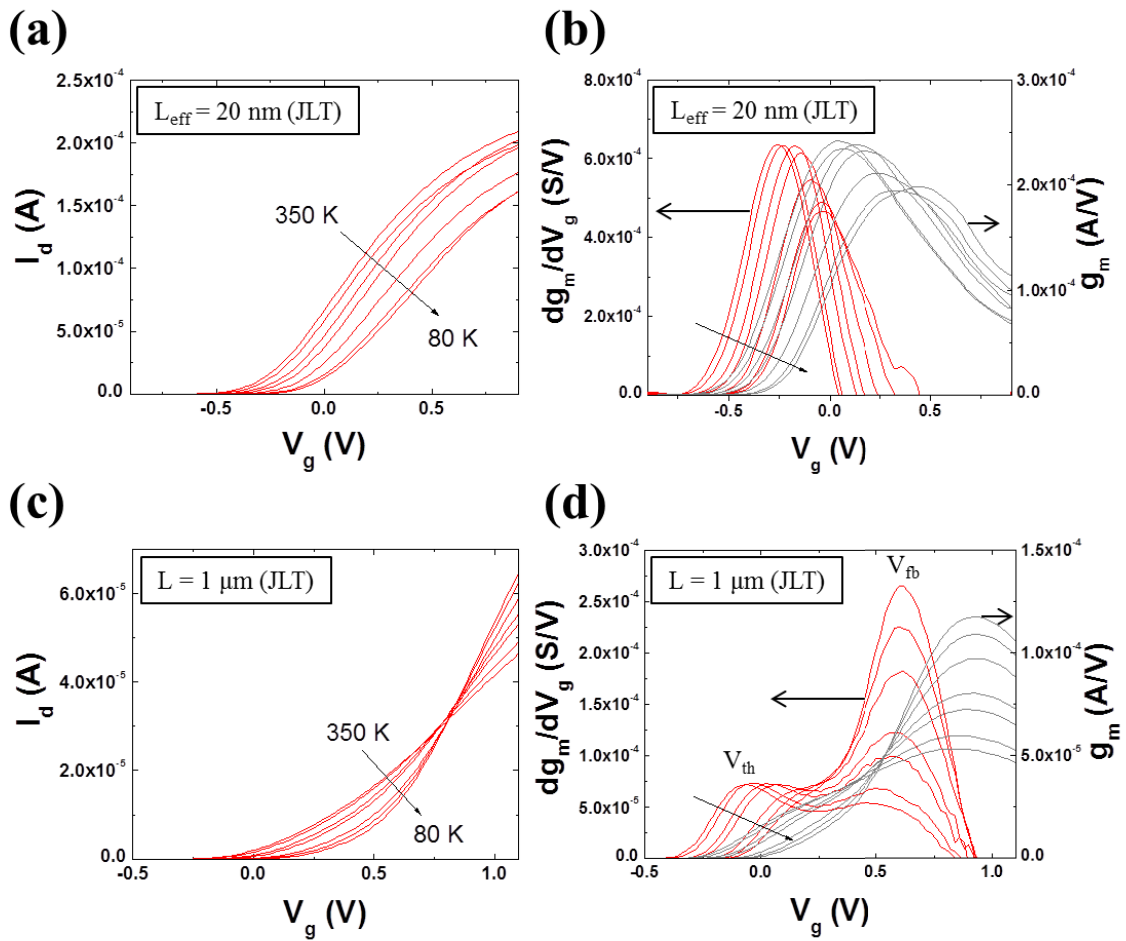 (a)
L_eff = 20 nm (JLT)
2.5x10^-4
2.0x10^-4
1.5x10^-4
1.0x10^-4
5.0x10^-5
0.0
I_d (A)
350 K
80 K
-0.5 0.0 0.5
V_g (V)
(b)
L_eff = 20 nm (JLT)
8.0x10^-4
6.0x10^-4
4.0x10^-4
2.0x10^-4
0.0
dg_m/dV_g (S/V)
3.0x10^-4
2.0x10^-4
1.0x10^-4
0.0
g_m (A/V)
-0.5 0.0 0.5
V_g (V)
(c)
L = 1 μm (JLT)
6.0x10^-5
4.0x10^-5
2.0x10^-5
0.0
I_d (A)
350 K
80 K
-0.5 0.0 0.5 1.0
V_g (V)
(d)
L = 1 μm (JLT)
V_fb
V_th
3.0x10^-4
2.5x10^-4
2.0x10^-4
1.5x10^-4
1.0x10^-4
5.0x10^-5
0.0
dg_m/dV_g (S/V)
1.5x10^-4
1.0x10^-4
5.0x10^-5
0.0
g_m (A/V)
-0.5 0.0 0.5 1.0
V_g (V)